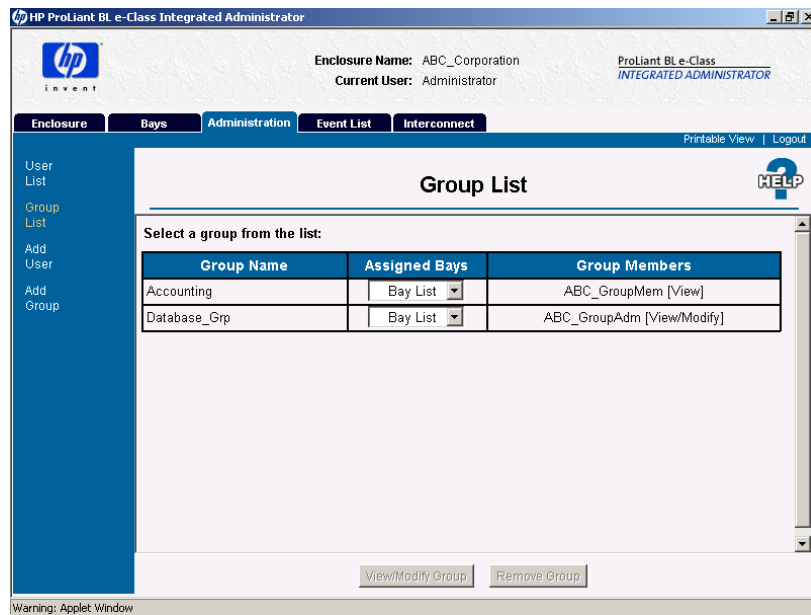 HP ProLiant BL e-Class Integrated Administrator
hp
invent
Enclosure Name: ABC_Corporation
Current User: Administrator
ProLiant BL e-Class
INTEGRATED ADMINISTRATOR
Enclosure Bays Administration Event List Interconnect
Printable View | Logout
User
List
Group
List
Add
User
Add
Group
Group List
HELP
Select a group from the list:
Group Name Assigned Bays Group Members
Accounting Bay List ABC_GroupMem [View]
Database_Grp Bay List ABC_GroupAdm [View/Modify]
View/Modify Group Remove Group
Warning: Applet Window